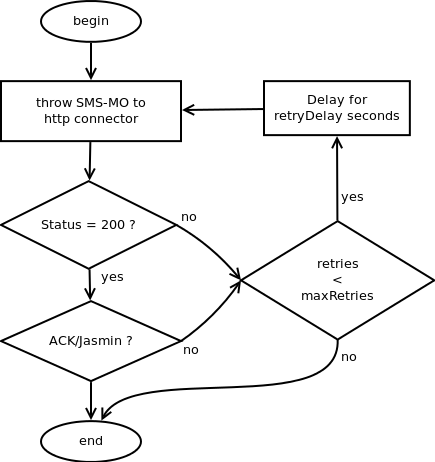 begin
throw SMS-MO to
http connector
Delay for
retryDelay seconds
Status = 200 ?
no
yes
yes
retries
<
maxRetries
ACK/Jasmin ?
no
no
end